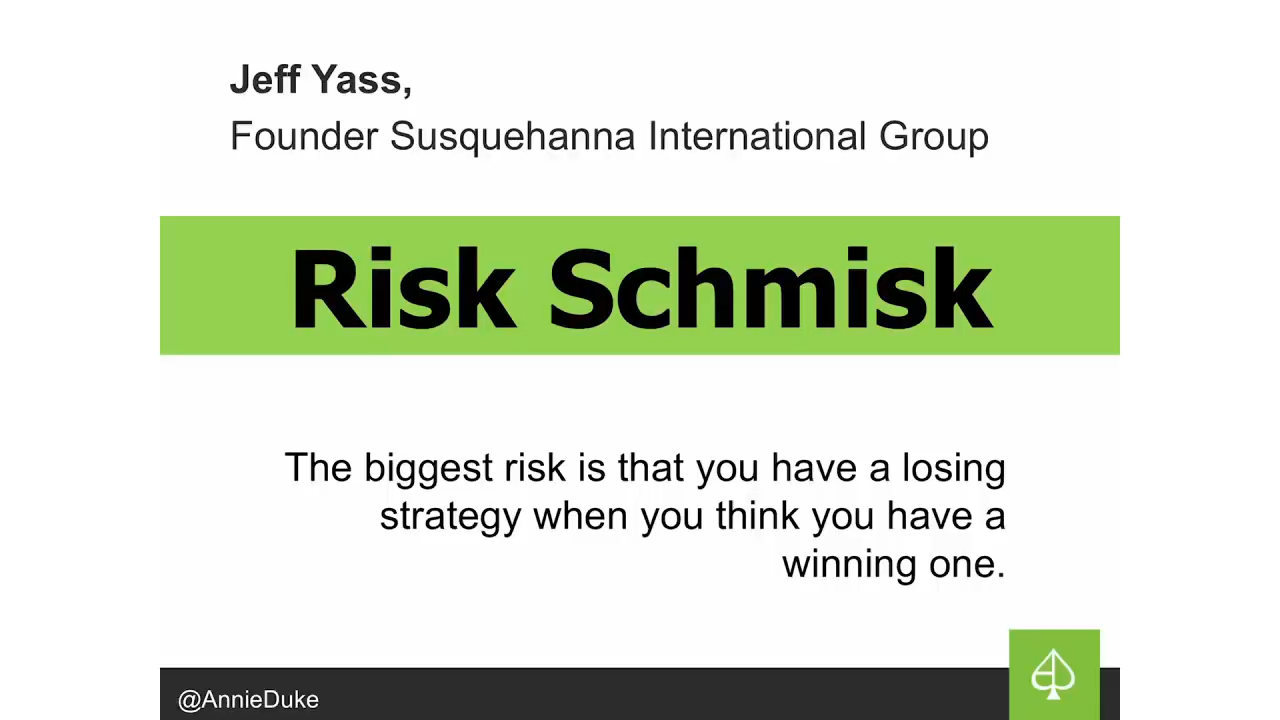 Jeff Yass,
Founder Susquehanna International Group
Risk Schmisk
The biggest risk is that you have a losing
strategy when you think you have a
winning one.
@AnnieDuke